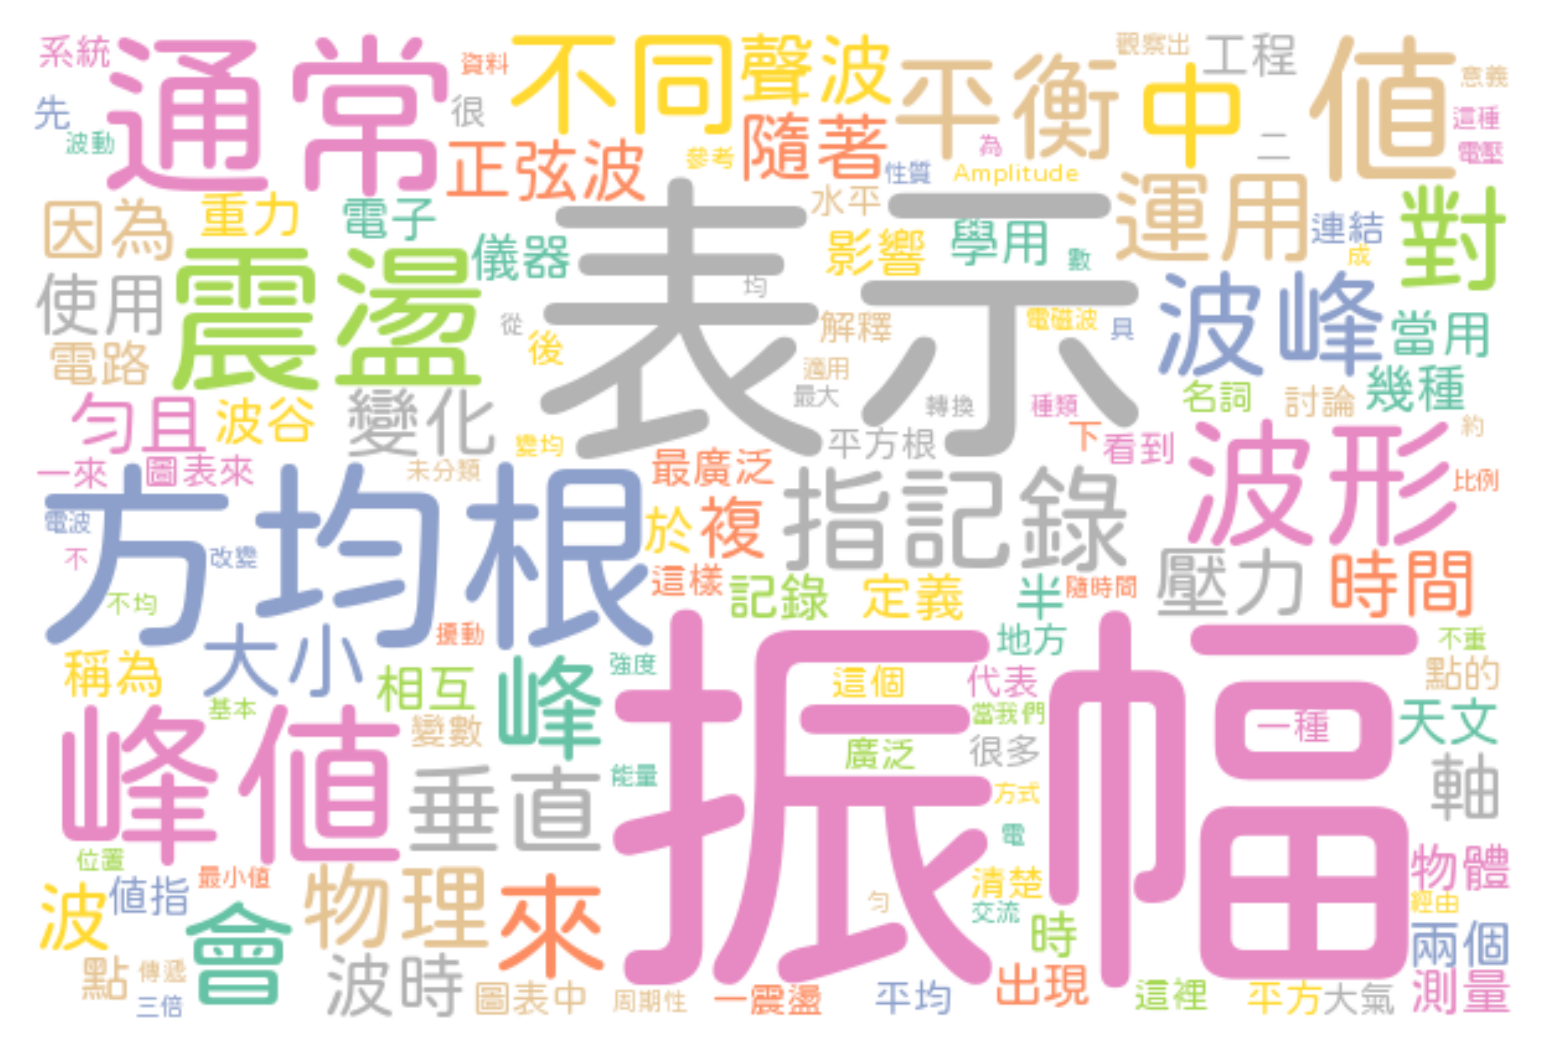 系統
通常
資料
不同
聲波
觀察出
工程
值
意義
先
很
平衡
中
這種
波動
正弦波
參考
隨著
為
二
電壓
性質
Amplitude
因為
重力
電子
表示
水平
運用
連結
對
震盪
儀器
影響
學用
數
成
使用
均
波峰
從
後
解釋
電磁波
具
當用
電路
適用
最大
轉換
種類
名詞
討論
幾種
勻且
波谷
變化
變均
平方根
下
看到
波形
約
一來
圖表來
未分類
最廣泛
指記錄
比例
方均根
電波
於
複
不
改變
這樣
記錄
定義
半
隨時間
壓力
時間
不均
擾動
振幅
地方
不重
稱為
大小
相互
峰
強度
這個
代表
點的
基本
變數
當我們
一種
天文
峰值
垂直
廣泛
很多
能量
方式
軸
電
位置
物體
值指
最小值
物理
來
清楚
勻
交流
經由
波
會
時
兩個
點
傳遞
波時
三倍
圖表中
周期性
一震盪
平均
出現
這裡
平方
大氣
測量